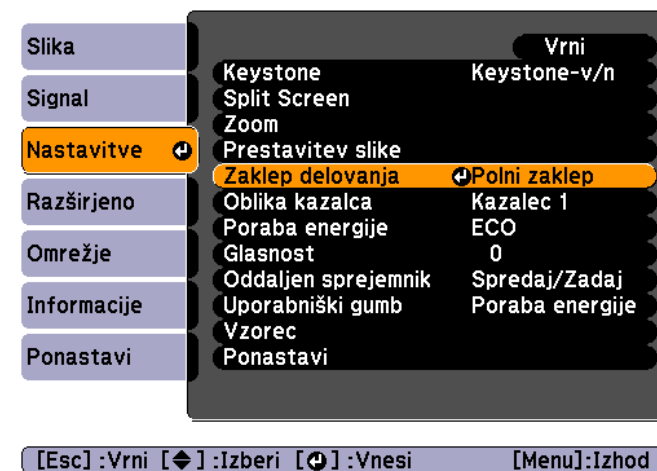 Slika
Signal
Nastavitve
Razširjeno
Omrežje
Informacije
Ponastavi
Vrni
Keystone Keystone-v/n
Split Screen
Zoom
Prestavitev slike
Zaklep delovanja Polni zaklep
Oblika kazalca Kazalec 1
Poraba energije ECO
Glasnost 0
Oddaljen sprejemnik Spredaj/Zadaj
Uporabniški gumb Poraba energije
Vzorec
Ponastavi
[Esc] :Vrni [◆] :Izberi [↵] :Vnesi [Menu]:Izhod